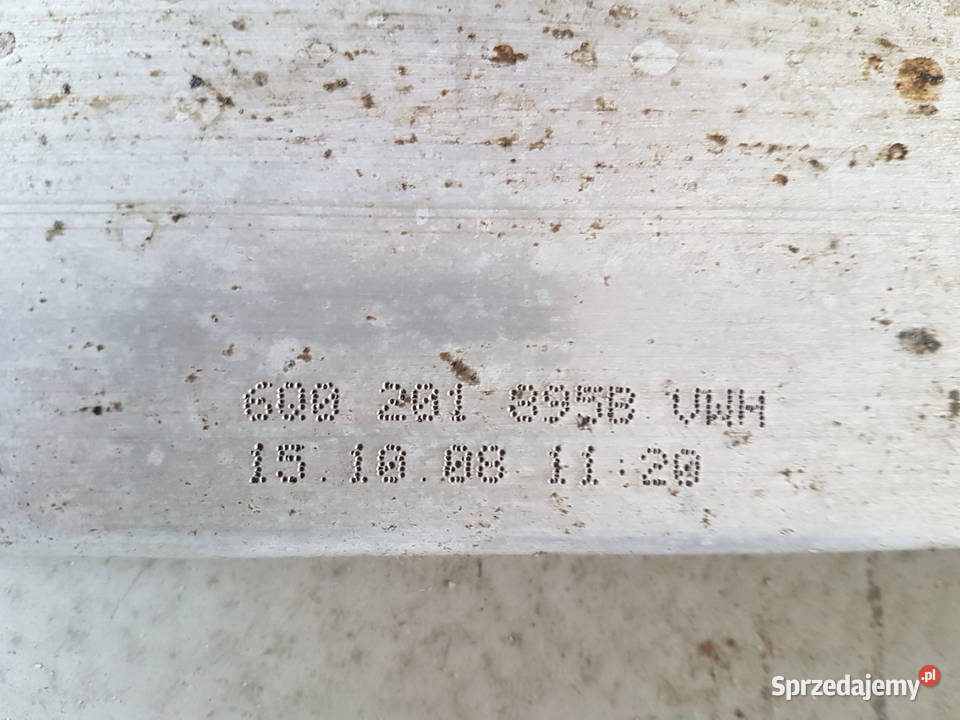 6Q0 201 895B VWH
15.10.08 11:20
Sprzedajemy.pl